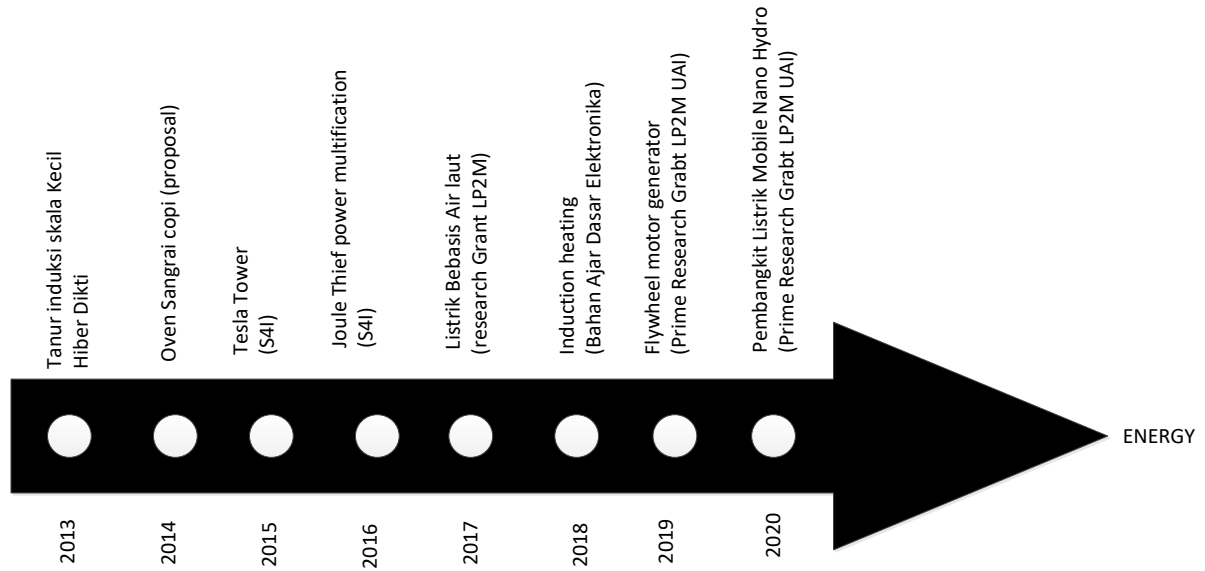 Tanur induksi skala Kecil
Hiber Dikti
Oven Sangrai copi (proposal)
Tesla Tower
(S4I)
Joule Thief power multification
(S4I)
Listrik Bebasis Air laut
(research Grant LP2M)
Induction heating
(Bahan Ajar Dasar Elektronika)
Flywheel motor generator
(Prime Research Grabt LP2M UAI)
Pembangkit Listrik Mobile Nano Hydro
(Prime Research Grabt LP2M UAI)
ENERGY
2013
2014
2015
2016
2017
2018
2019
2020